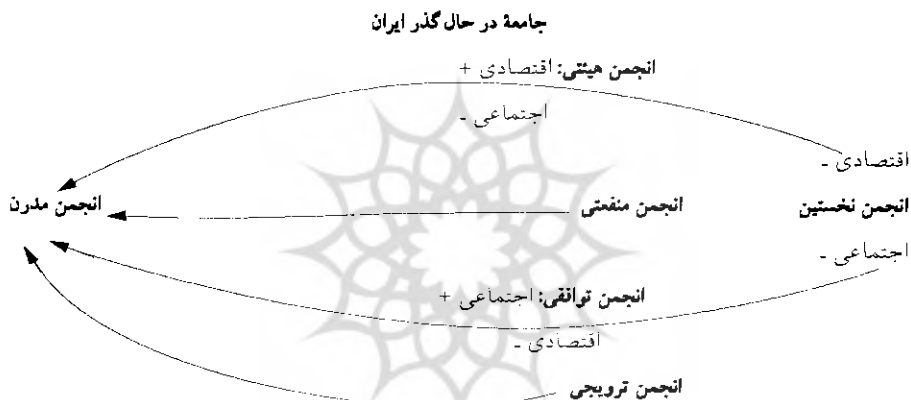 جامعهٔ در حال گذر ایران
انجمن هیئتی: اقتصادی +
اجتماعی -
اقتصادی -
انجمن نخستین
انجمن منفعتی
انجمن مدرن
اجتماعی -
انجمن توافقی: اجتماعی +
اقتصادی -
انجمن ترویجی